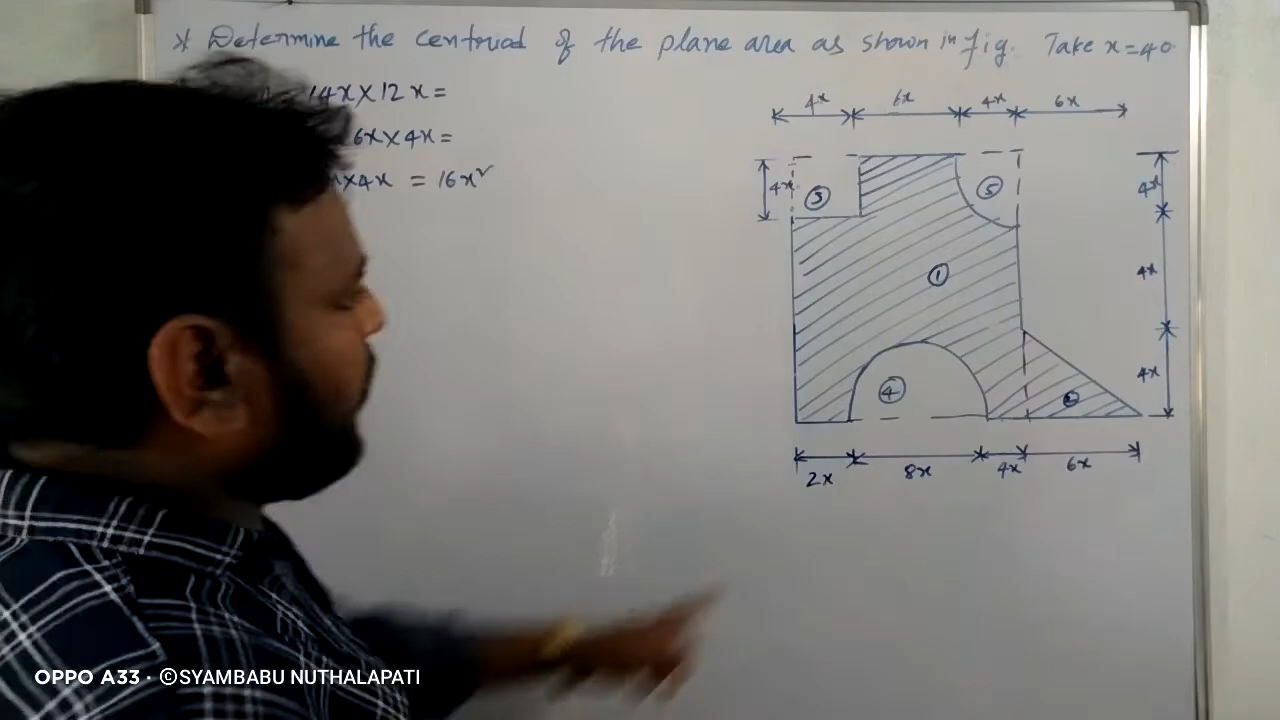 * Determine the centriod of the plane area as shown in fig. Take x=40
14x×12x=
6x×4x=
x×4x = 16x²
4x 6x 4x 6x
4x 3 5 4x
1 4x
4 2 4x
2x 8x 4x 6x
OPPO A33 · ©SYAMBABU NUTHALAPATI